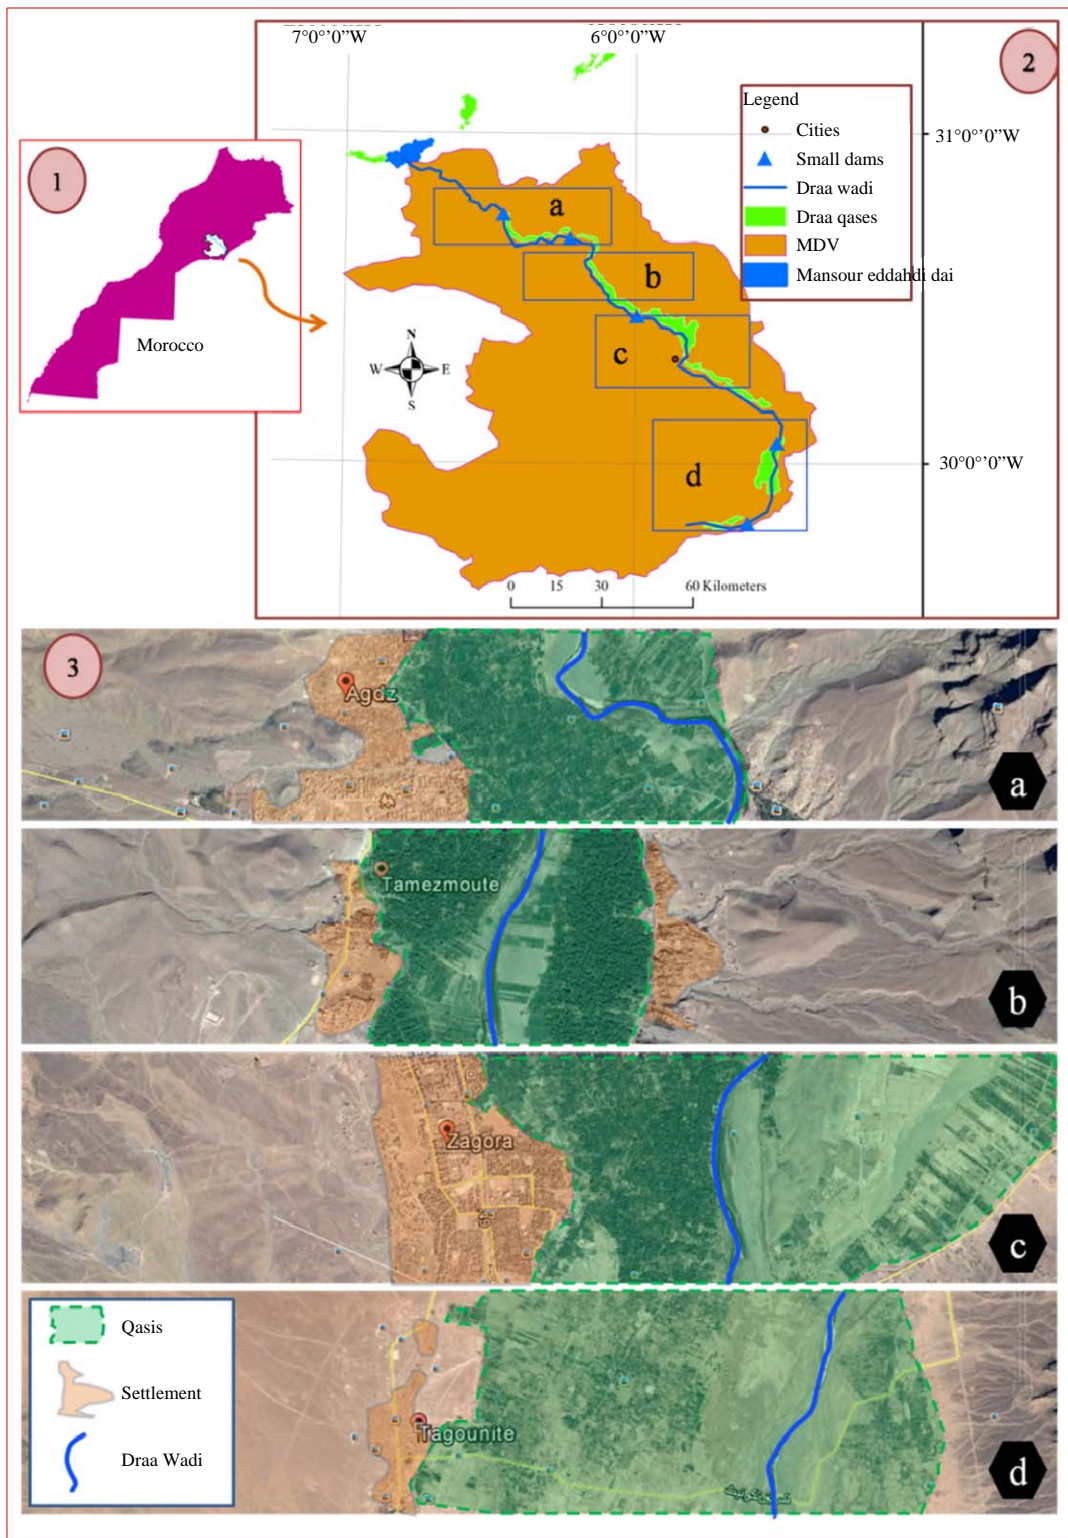 7°0'’0’’W
6°0'’0’’W
2
Legend
Cities
Small dams
Draa wadi
Draa qases
MDV
Mansour eddahdi dai
31°0'’0’’W
30°0'’0’’W
1
Morocco
a
b
c
d
N
W
E
S
0 15 30 60 Kilometers
3
Agdz
a
Tamezmoute
b
Zagora
N9
c
Qasis
Settlement
Draa Wadi
Tagounite
d